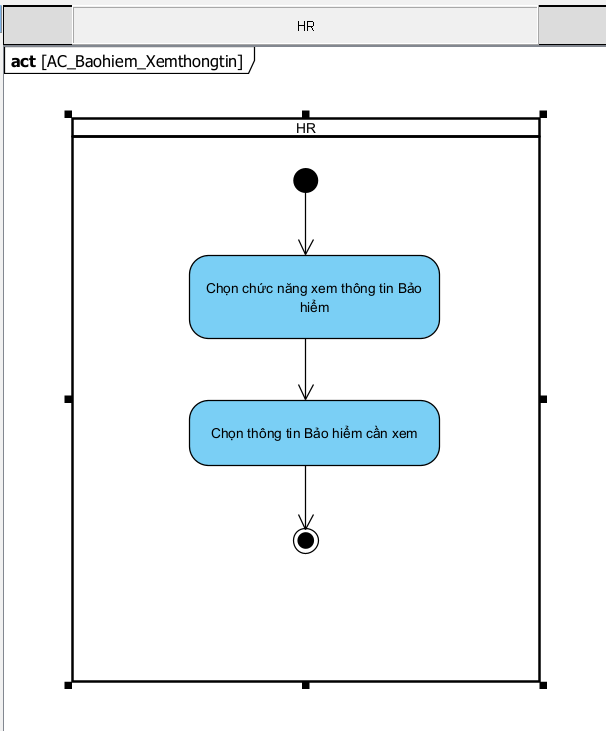 HR
act [AC_Baohiem_Xemthongtin]
HR
Chọn chức năng xem thông tin Bảo
hiểm
Chọn thông tin Bảo hiểm cần xem